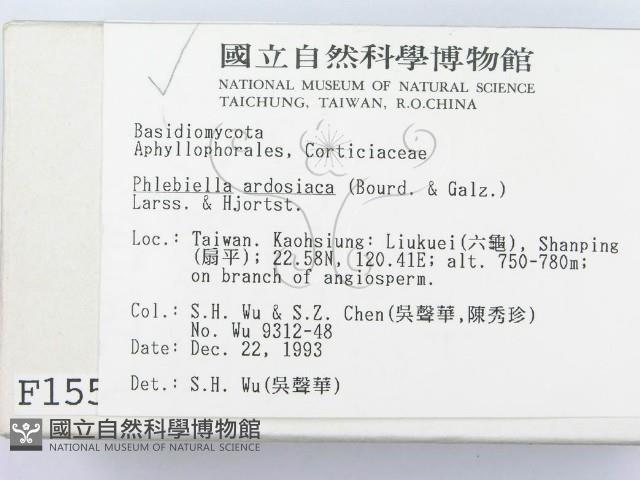 國立自然科學博物館
NATIONAL MUSEUM OF NATURAL SCIENCE
TAICHUNG, TAIWAN, R.O.CHINA
Basidiomycota
Aphyllophorales, Corticiaceae
Phlebiella ardosiaca (Bourd. & Galz.)
Larss. & Hjortst.
Loc.: Taiwan. Kaohsiung: Liukuei(六龜), Shanping
(扇平); 22.58N, 120.41E; alt. 750-780m;
on branch of angiosperm.
Col.: S.H. Wu & S.Z. Chen(吳聲華,陳秀珍)
No. Wu 9312-48
Date: Dec. 22, 1993
Det.: S.H. Wu(吳聲華)
F155
國立自然科學博物館
NATIONAL MUSEUM OF NATURAL SCIENCE